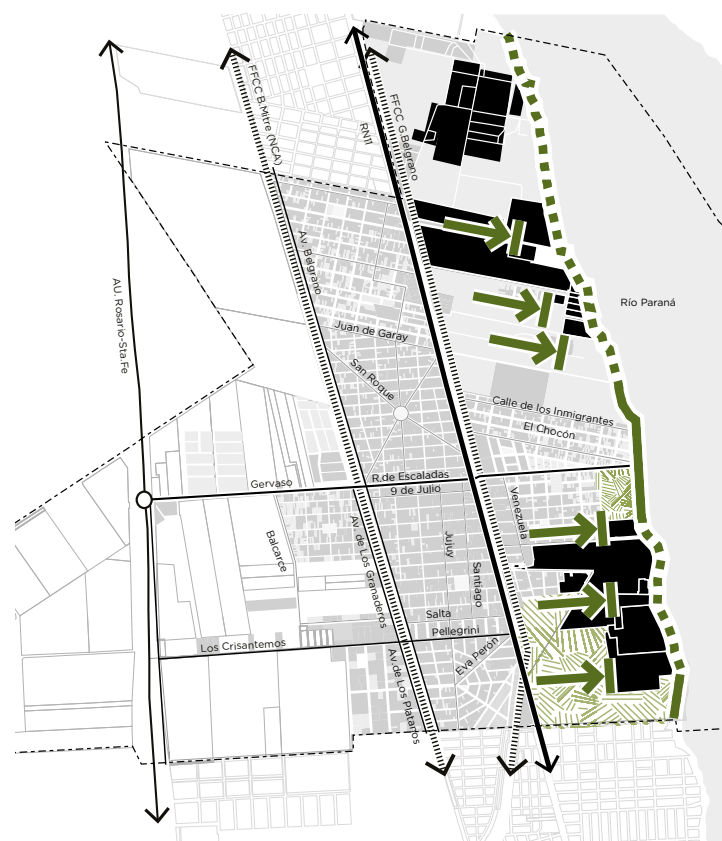 FFCC B.Mitre (NCA)
FFCC G.Belgrano
RN11
Av. Belgrano
AU. Rosario-Sta.Fe
Río Paraná
Juan de Garay
San Roque
Calle de los Inmigrantes
El Chocón
R.de Escaladas
Gervaso
9 de Julio
Venezuela
Av. de Los Granaderos
Balcarce
Jujuy
Santiago
Salta
Pellegrini
Los Crisantemos
Eva Perón
Av.de Los Platanos